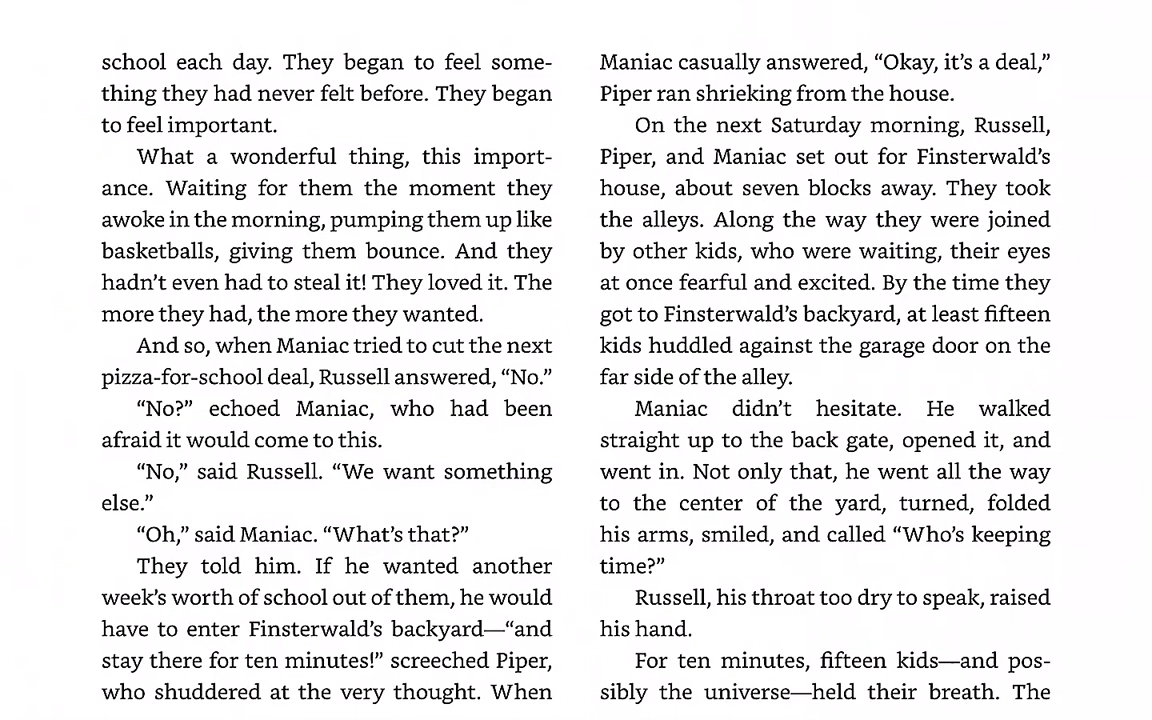 school each day. They began to feel some-
thing they had never felt before. They began
to feel important.
What a wonderful thing, this import-
ance. Waiting for them the moment they
awoke in the morning, pumping them up like
basketballs, giving them bounce. And they
hadn’t even had to steal it! They loved it. The
more they had, the more they wanted.
And so, when Maniac tried to cut the next
pizza-for-school deal, Russell answered, “No.”
“No?” echoed Maniac, who had been
afraid it would come to this.
“No,” said Russell. “We want something
else.”
“Oh,” said Maniac. “What’s that?”
They told him. If he wanted another
week’s worth of school out of them, he would
have to enter Finsterwald’s backyard—“and
stay there for ten minutes!” screeched Piper,
who shuddered at the very thought. When
Maniac casually answered, “Okay, it’s a deal,”
Piper ran shrieking from the house.
On the next Saturday morning, Russell,
Piper, and Maniac set out for Finsterwald’s
house, about seven blocks away. They took
the alleys. Along the way they were joined
by other kids, who were waiting, their eyes
at once fearful and excited. By the time they
got to Finsterwald’s backyard, at least fifteen
kids huddled against the garage door on the
far side of the alley.
Maniac didn’t hesitate. He walked
straight up to the back gate, opened it, and
went in. Not only that, he went all the way
to the center of the yard, turned, folded
his arms, smiled, and called “Who’s keeping
time?”
Russell, his throat too dry to speak, raised
his hand.
For ten minutes, fifteen kids—and pos-
sibly the universe—held their breath. The